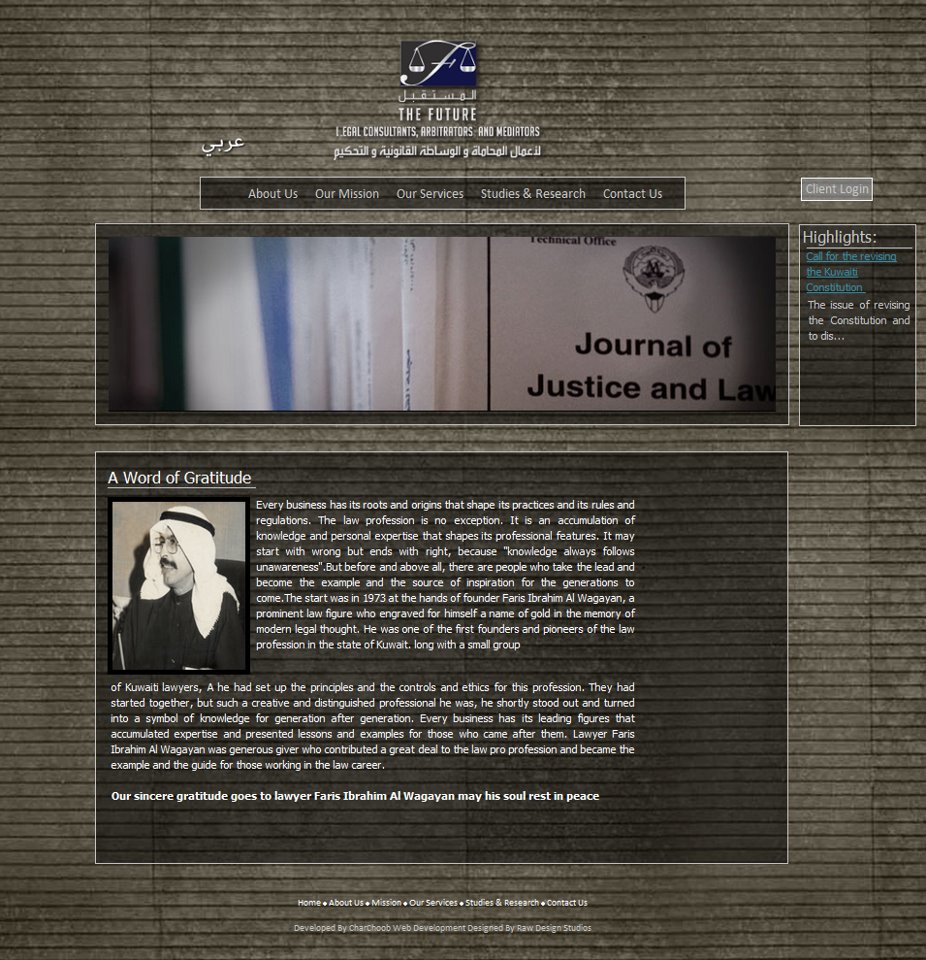 المستقبل
THE FUTURE
LEGAL CONSULTANTS, ARBITRATORS AND MEDIATORS
لأعمال المحاماة و الوساطة القانونية و التحكيم
عربي
About Us Our Mission Our Services Studies & Research Contact Us
Client Login
Technical Office
Journal of
Justice and Law
Highlights:
Call for the revising
the Kuwaiti
Constitution
The issue of revising
the Constitution and
to dis...
A Word of Gratitude
Every business has its roots and origins that shape its practices and its rules and
regulations. The law profession is no exception. It is an accumulation of
knowledge and personal expertise that shapes its professional features. It may
start with wrong but ends with right, because "knowledge always follows
unawareness".But before and above all, there are people who take the lead and
become the example and the source of inspiration for the generations to
come.The start was in 1973 at the hands of founder Faris Ibrahim Al Wagayan, a
prominent law figure who engraved for himself a name of gold in the memory of
modern legal thought. He was one of the first founders and pioneers of the law
profession in the state of Kuwait. long with a small group
of Kuwaiti lawyers, A he had set up the principles and the controls and ethics for this profession. They had
started together, but such a creative and distinguished professional he was, he shortly stood out and turned
into a symbol of knowledge for generation after generation. Every business has its leading figures that
accumulated expertise and presented lessons and examples for those who came after them. Lawyer Faris
Ibrahim Al Wagayan was generous giver who contributed a great deal to the law pro profession and became the
example and the guide for those working in the law career.
Our sincere gratitude goes to lawyer Faris Ibrahim Al Wagayan may his soul rest in peace
Home ♦ About Us ♦ Mission ♦ Our Services ♦ Studies & Research ♦ Contact Us
Developed By CharChoob Web Development Designed By Raw Design Studios